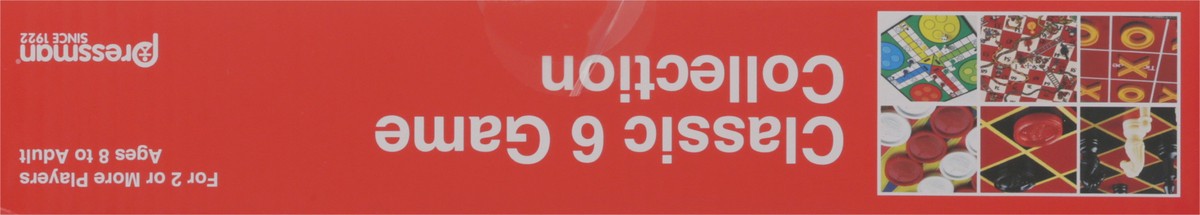 Classic 6 Game
Collection
For 2 or More Players
Ages 8 to Adult
Pressman
SINCE 1922